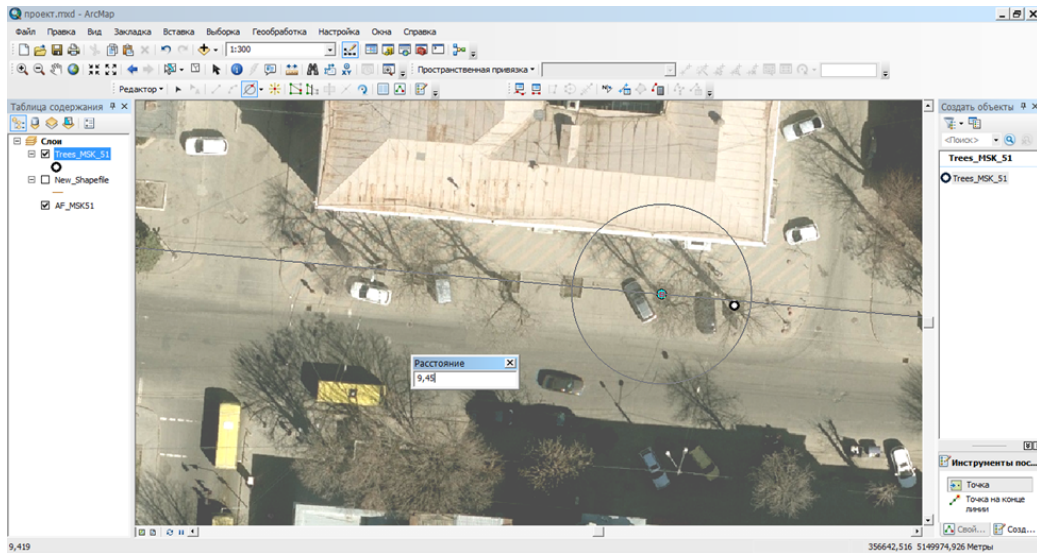 проект.mxd - ArcMap
Файл Правка Вид Закладка Вставка Выборка Геообработка Настройка Окна Справка
1:300
Пространственная привязка
Редактор
Таблица содержания
Слои
Trees_MSK_51
New_Shapefile
AF_MSK51
Расстояние
9,45
Создать объекты
<Поиск>
Trees_MSK_51
Trees_MSK_51
Инструменты пос...
Точка
Точка на конце
линии
Свой... Созд...
9,419
356642,516 5149974,926 Метры